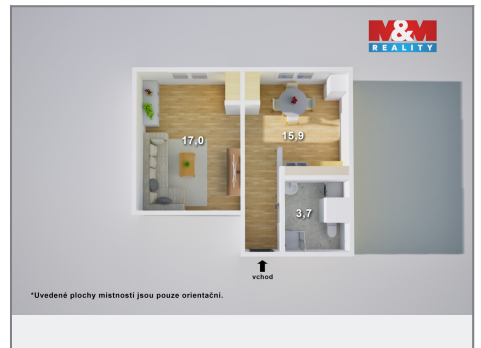 M&M
REALITY
17,0
15,9
3,7
vchod
*Uvedené plochy místností jsou pouze orientační.